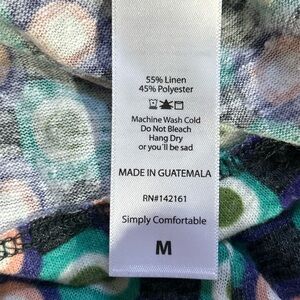 55% Linen
45% Polyester
Machine Wash Cold
Do Not Bleach
Hang Dry
or you'll be sad
MADE IN GUATEMALA
RN#142161
Simply Comfortable
M